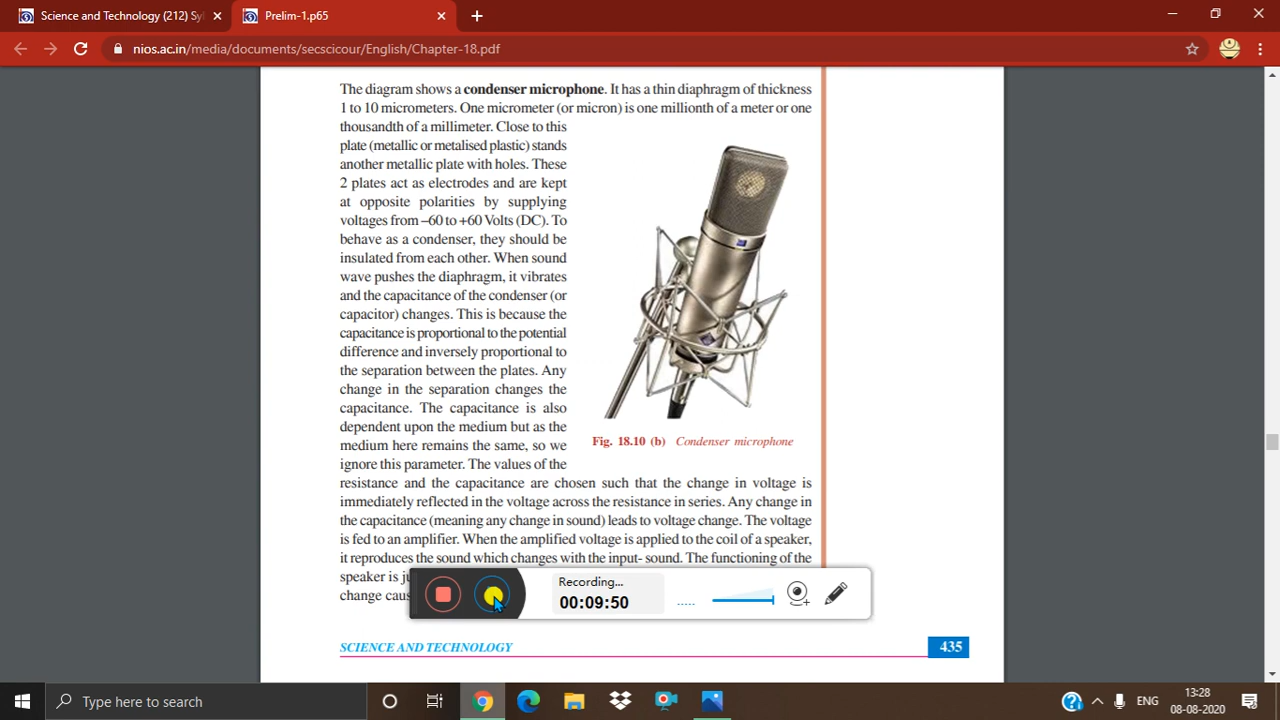 Science and Technology (212) Syl
Prelim-1.p65
nios.ac.in/media/documents/secscicour/English/Chapter-18.pdf
The diagram shows a condenser microphone. It has a thin diaphragm of thickness
1 to 10 micrometers. One micrometer (or micron) is one millionth of a meter or one
thousandth of a millimeter. Close to this
plate (metallic or metalised plastic) stands
another metallic plate with holes. These
2 plates act as electrodes and are kept
at opposite polarities by supplying
voltages from –60 to +60 Volts (DC). To
behave as a condenser, they should be
insulated from each other. When sound
wave pushes the diaphragm, it vibrates
and the capacitance of the condenser (or
capacitor) changes. This is because the
capacitance is proportional to the potential
difference and inversely proportional to
the separation between the plates. Any
change in the separation changes the
capacitance. The capacitance is also
dependent upon the medium but as the
medium here remains the same, so we
ignore this parameter. The values of the
Fig. 18.10 (b) Condenser microphone
resistance and the capacitance are chosen such that the change in voltage is
immediately reflected in the voltage across the resistance in series. Any change in
the capacitance (meaning any change in sound) leads to voltage change. The voltage
is fed to an amplifier. When the amplified voltage is applied to the coil of a speaker,
it reproduces the sound which changes with the input- sound. The functioning of the
speaker is
change
Recording...
00:09:50
SCIENCE AND TECHNOLOGY
435
Type here to search
ENG
13:28
08-08-2020